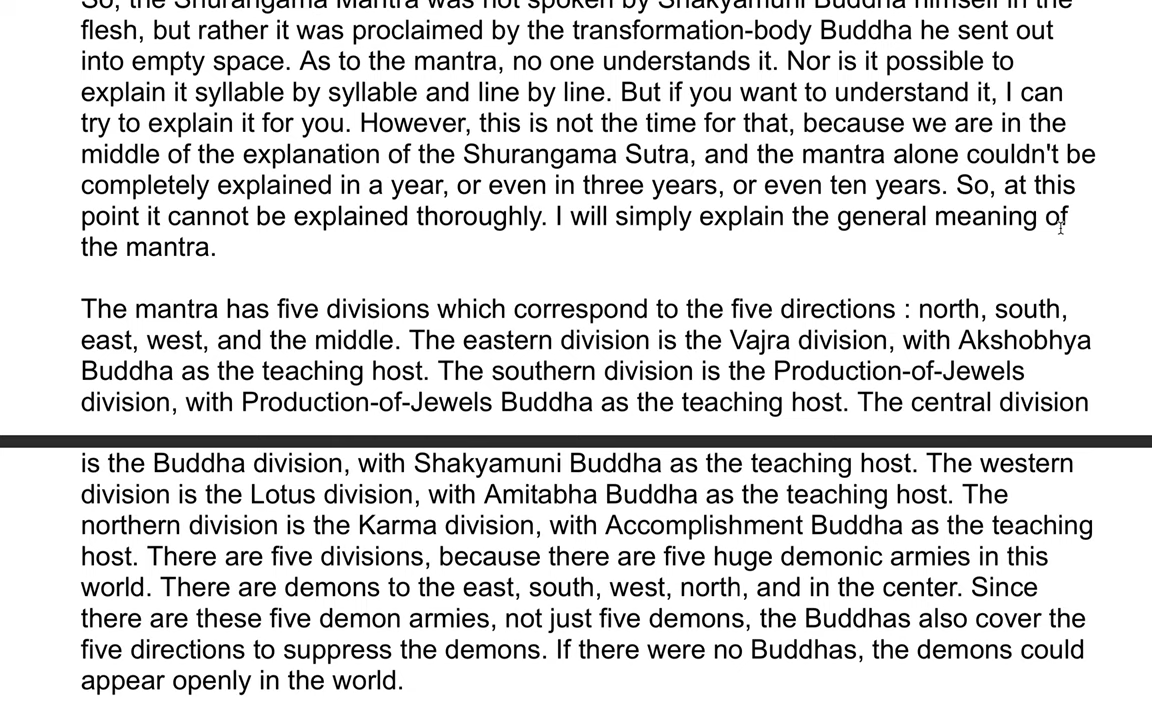 So, the Shurangama Mantra was not spoken by Shakyamuni Buddha himself in the
flesh, but rather it was proclaimed by the transformation-body Buddha he sent out
into empty space. As to the mantra, no one understands it. Nor is it possible to
explain it syllable by syllable and line by line. But if you want to understand it, I can
try to explain it for you. However, this is not the time for that, because we are in the
middle of the explanation of the Shurangama Sutra, and the mantra alone couldn't be
completely explained in a year, or even in three years, or even ten years. So, at this
point it cannot be explained thoroughly. I will simply explain the general meaning of
the mantra.
The mantra has five divisions which correspond to the five directions : north, south,
east, west, and the middle. The eastern division is the Vajra division, with Akshobhya
Buddha as the teaching host. The southern division is the Production-of-Jewels
division, with Production-of-Jewels Buddha as the teaching host. The central division
is the Buddha division, with Shakyamuni Buddha as the teaching host. The western
division is the Lotus division, with Amitabha Buddha as the teaching host. The
northern division is the Karma division, with Accomplishment Buddha as the teaching
host. There are five divisions, because there are five huge demonic armies in this
world. There are demons to the east, south, west, north, and in the center. Since
there are these five demon armies, not just five demons, the Buddhas also cover the
five directions to suppress the demons. If there were no Buddhas, the demons could
appear openly in the world.